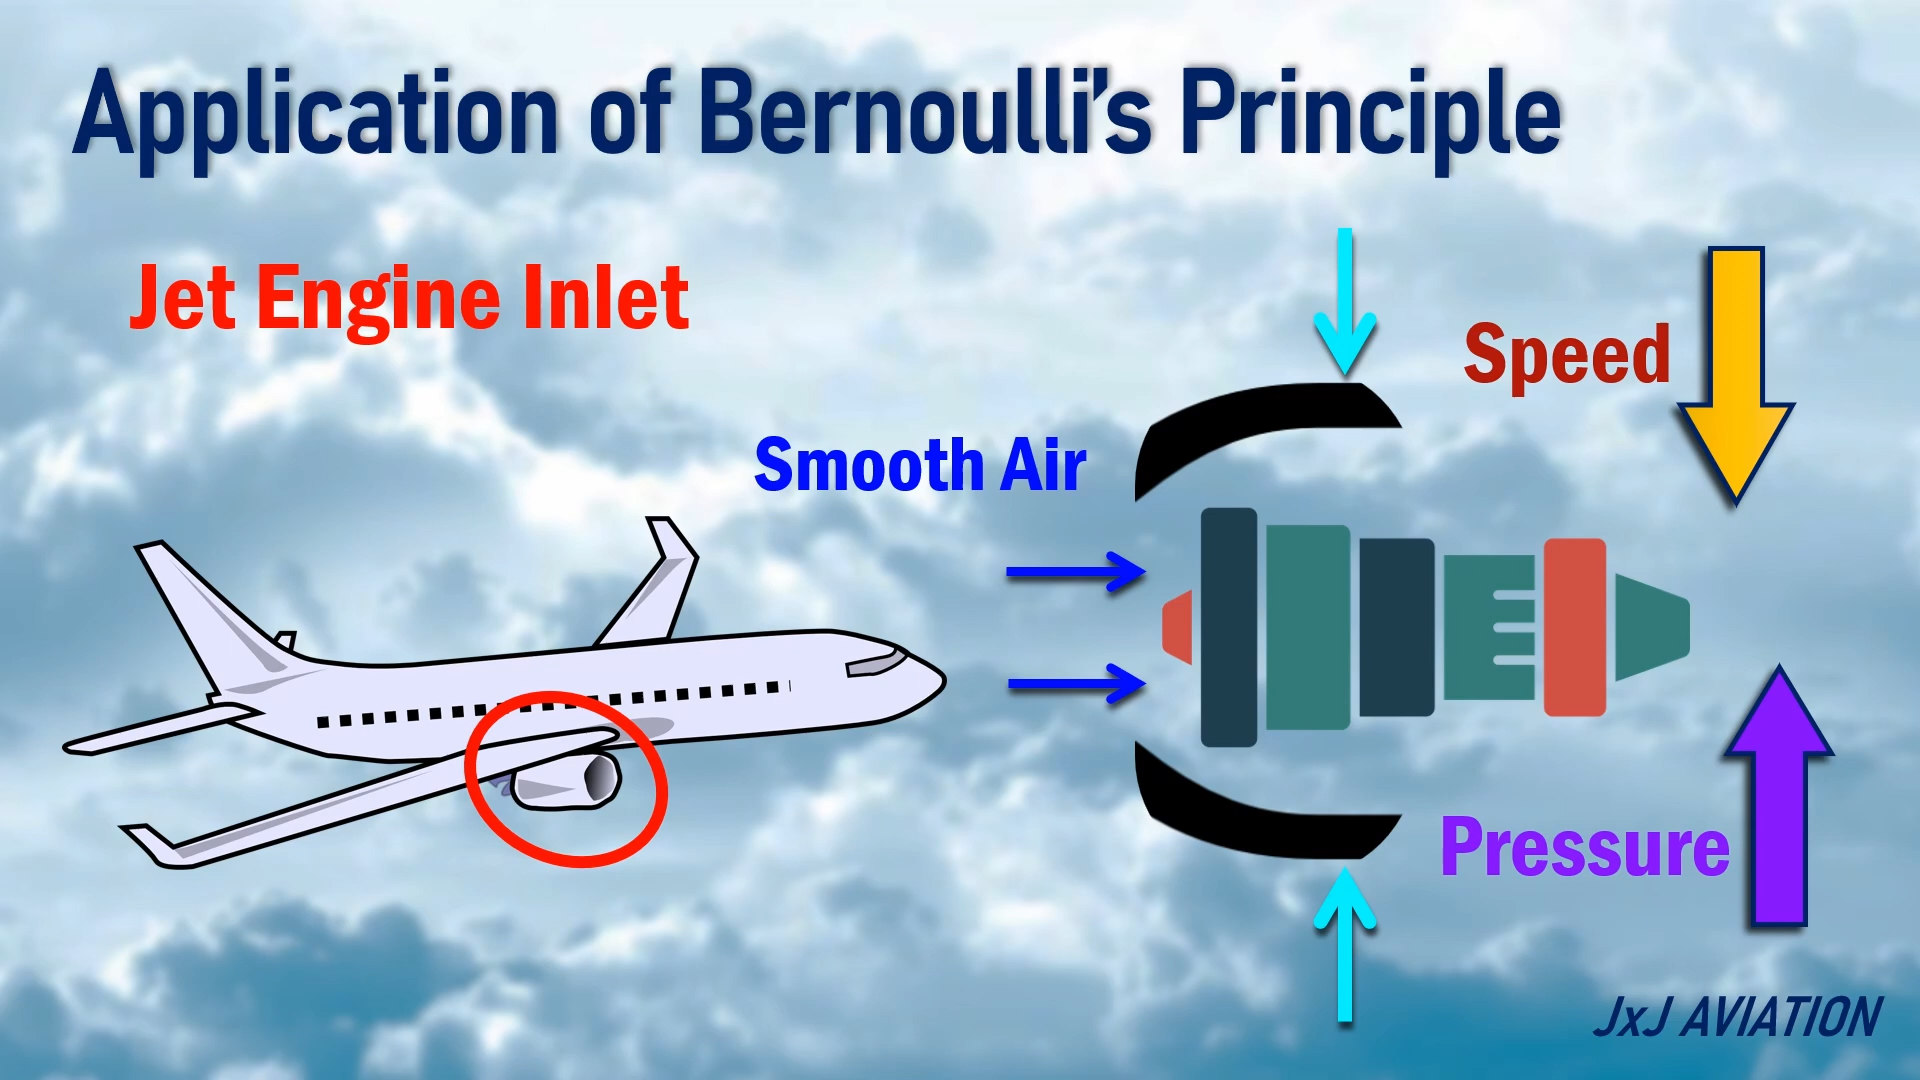 Application of Bernoulli's Principle
Jet Engine Inlet
Speed
Smooth Air
Pressure
JxJ AVIATION